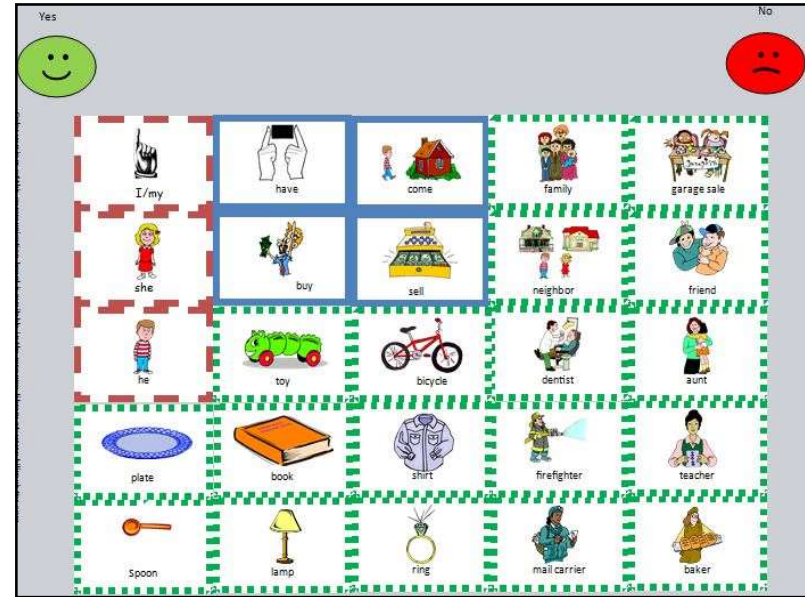 Yes
No
I/my
have
come
family
garage sale
she
buy
sell
neighbor
friend
he
toy
bicycle
dentist
aunt
plate
book
shirt
firefighter
teacher
Spoon
lamp
ring
mail carrier
baker